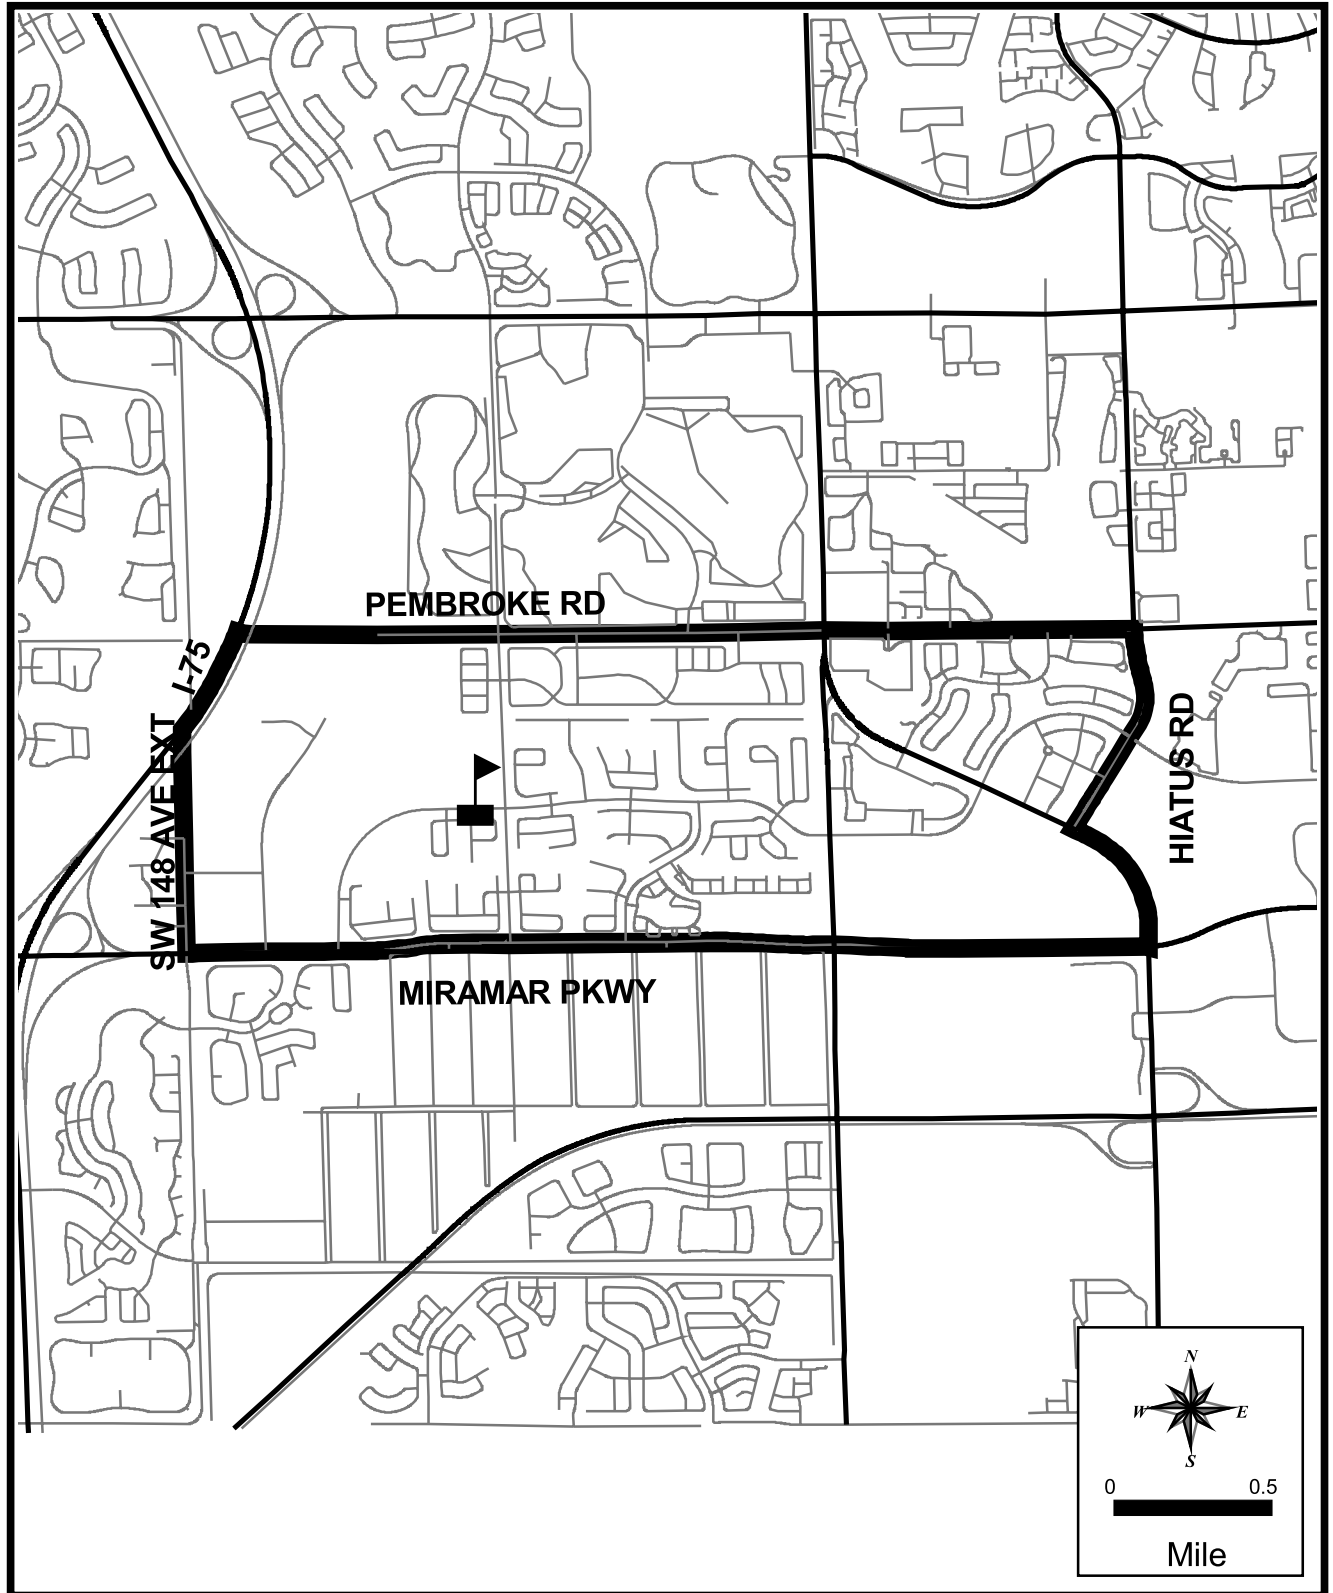 PEMBROKE RD
I-75
SW 148 AVE EXT
HIATUS RD
MIRAMAR PKWY
N
W E
S
0 0.5
Mile